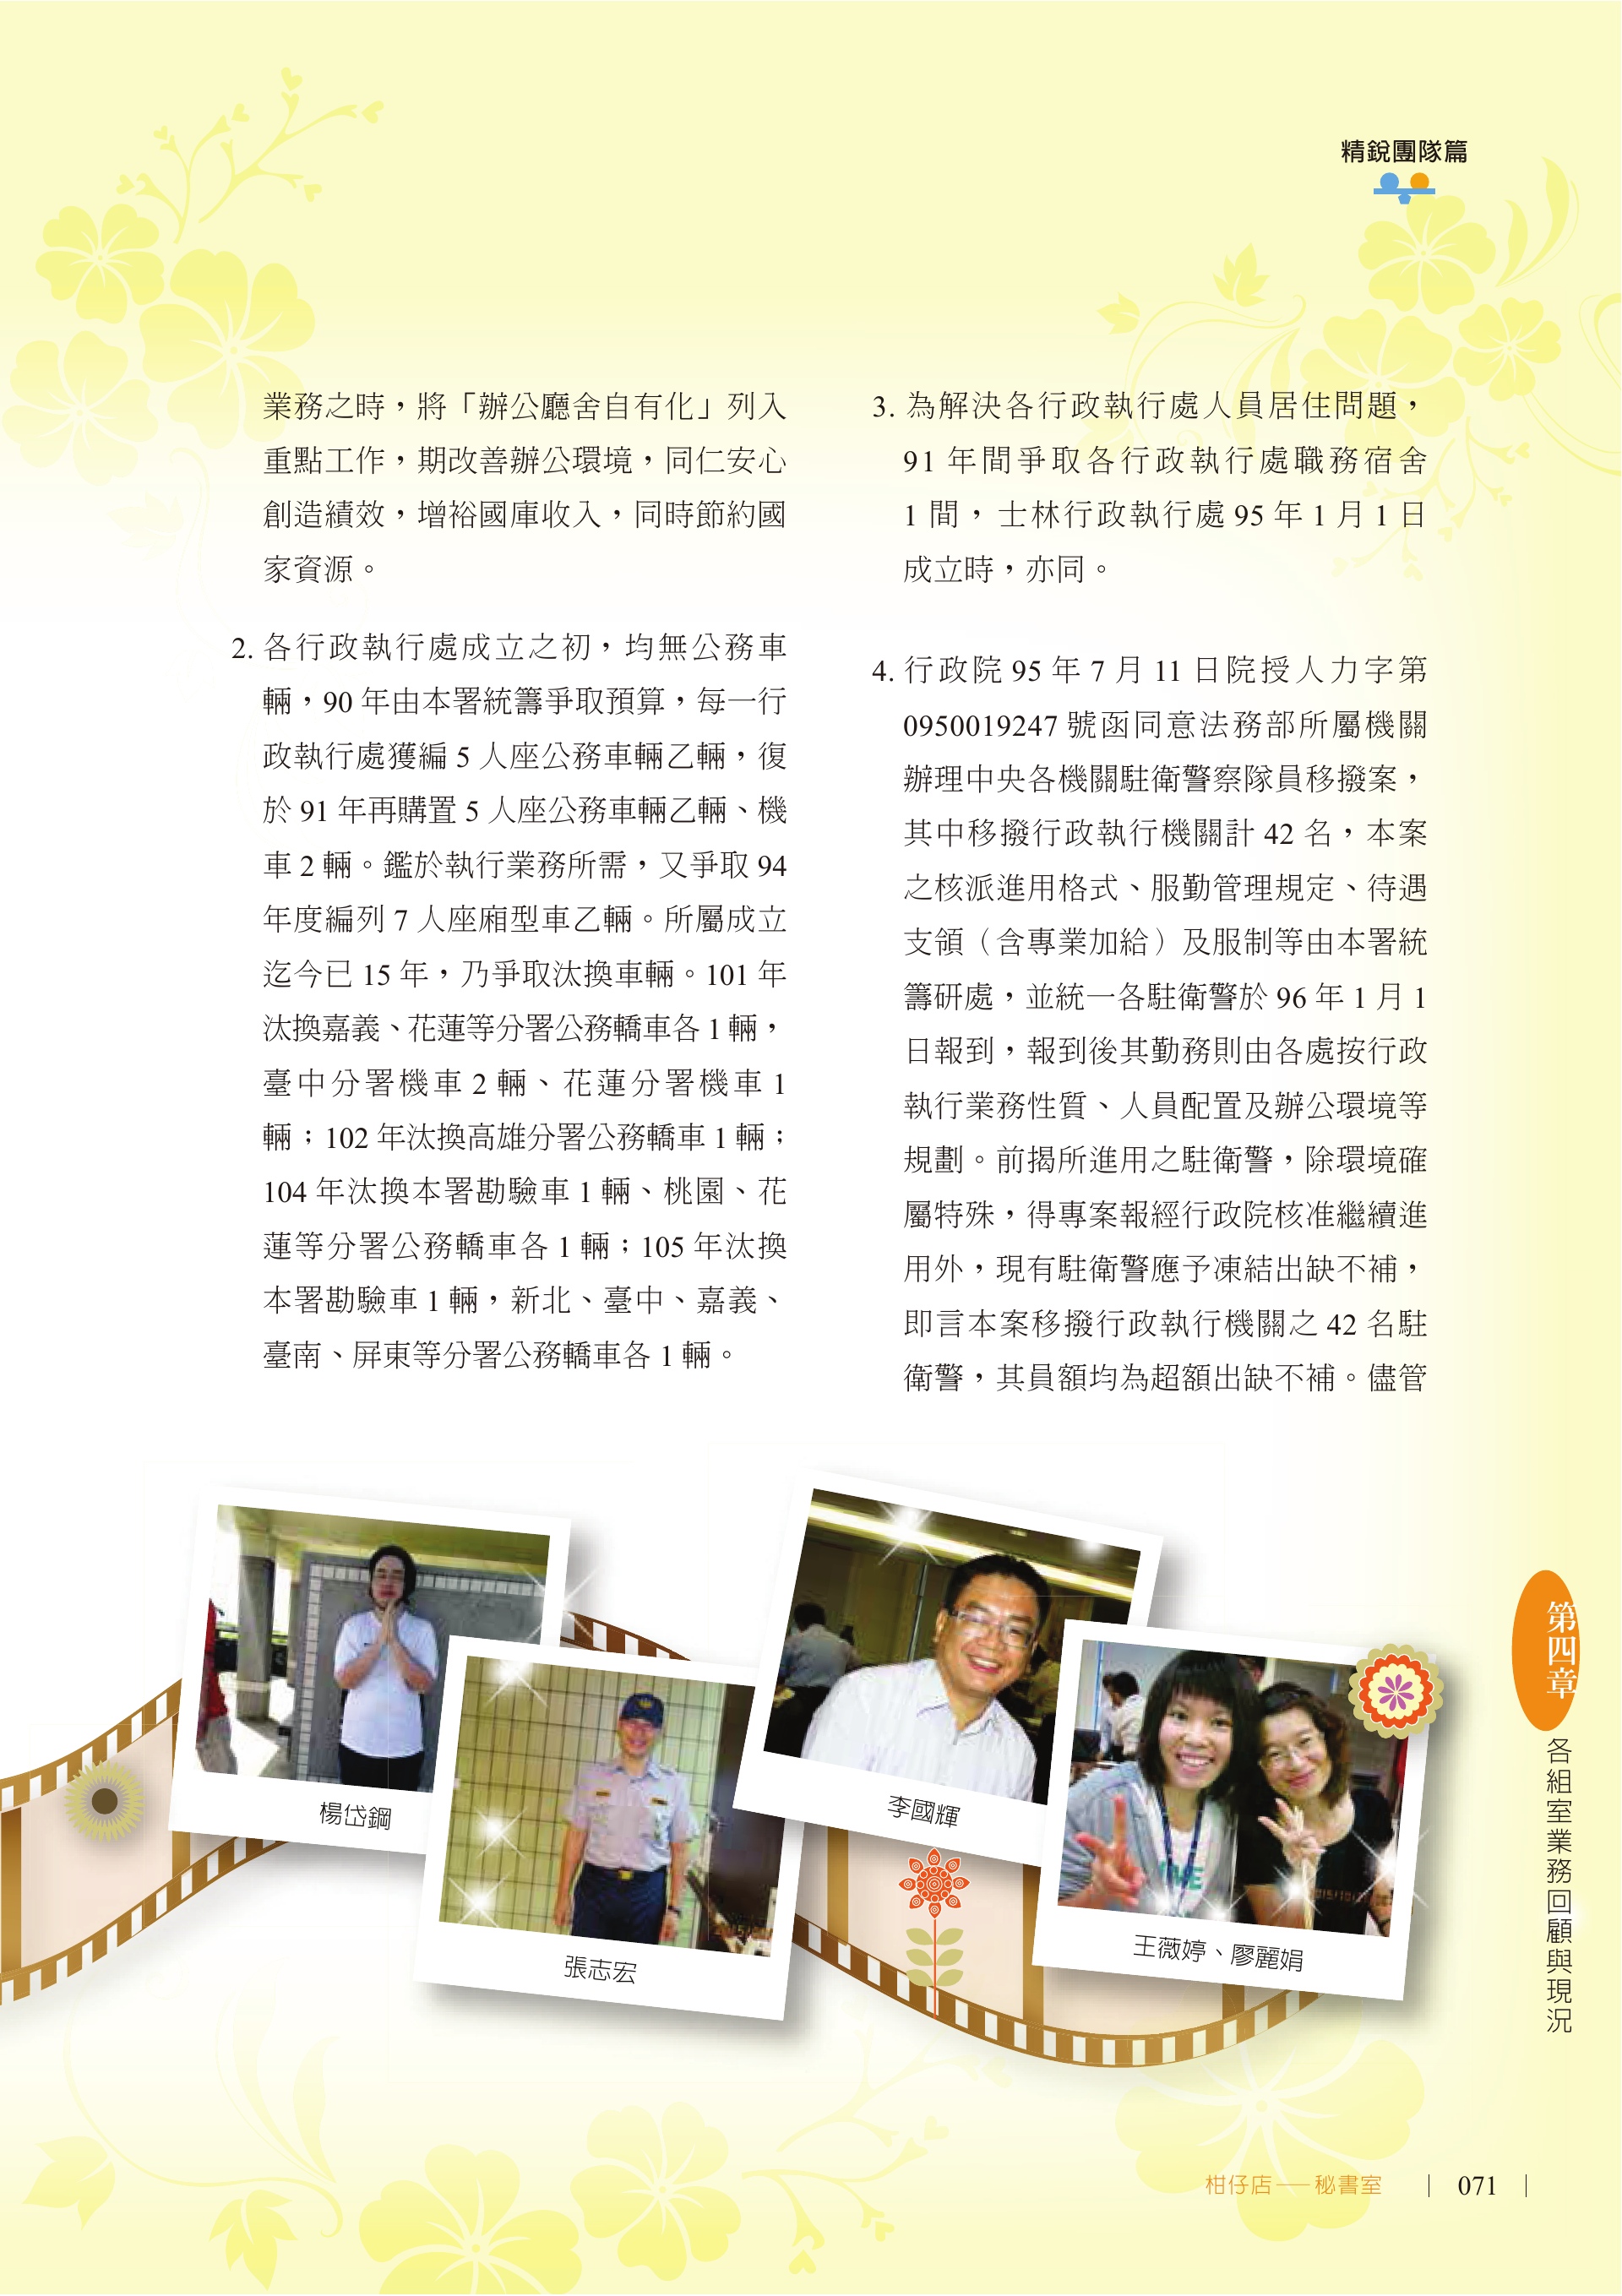 精銳團隊篇
業務之時，將「辦公廳舍自有化」列入
重點工作，期改善辦公環境，同仁安心
創造績效，增裕國庫收入，同時節約國
家資源。
2. 各行政執行處成立之初，均無公務車
輛，90 年由本署統籌爭取預算，每一行
政執行處獲編 5 人座公務車輛乙輛，復
於 91 年再購置 5 人座公務車輛乙輛、機
車 2 輛。鑑於執行業務所需，又爭取 94
年度編列 7 人座廂型車乙輛。所屬成立
迄今已 15 年，乃爭取汰換車輛。101 年
汰換嘉義、花蓮等分署公務轎車各 1 輛，
臺中分署機車 2 輛、花蓮分署機車 1
輛；102 年汰換高雄分署公務轎車 1 輛；
104 年汰換本署勘驗車 1 輛、桃園、花
蓮等分署公務轎車各 1 輛；105 年汰換
本署勘驗車 1 輛，新北、臺中、嘉義、
臺南、屏東等分署公務轎車各 1 輛。
3. 為解決各行政執行處人員居住問題，
91 年間爭取各行政執行處職務宿舍
1 間，士林行政執行處 95 年 1 月 1 日
成立時，亦同。
4. 行政院 95 年 7 月 11 日院授人力字第
0950019247 號函同意法務部所屬機關
辦理中央各機關駐衛警察隊員移撥案，
其中移撥行政執行機關計 42 名，本案
之核派進用格式、服勤管理規定、待遇
支領（含專業加給）及服制等由本署統
籌研處，並統一各駐衛警於 96 年 1 月 1
日報到，報到後其勤務則由各處按行政
執行業務性質、人員配置及辦公環境等
規劃。前揭所進用之駐衛警，除環境確
屬特殊，得專案報經行政院核准繼續進
用外，現有駐衛警應予凍結出缺不補，
即言本案移撥行政執行機關之 42 名駐
衛警，其員額均為超額出缺不補。儘管
楊岱鋼
張志宏
李國輝
王薇婷、廖麗娟
第四章
各組室業務回顧與現況
柑仔店——秘書室
071